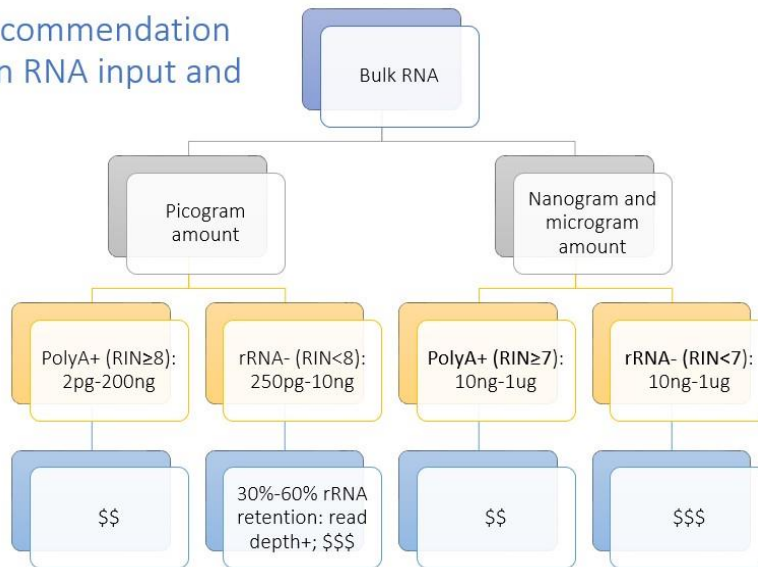 commendation
n RNA input and
Bulk RNA
Picogram
amount
Nanogram and
microgram
amount
PolyA+ (RIN≥8):
2pg-200ng
rRNA- (RIN<8):
250pg-10ng
PolyA+ (RIN≥7):
10ng-1ug
rRNA- (RIN<7):
10ng-1ug
$$
30%-60% rRNA
retention: read
depth+; $$$
$$
$$$